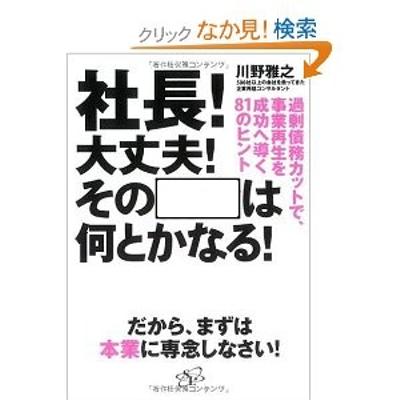 クリック なか見！検索
川野雅之
社長！
大丈夫！
その
は
何とかなる！
過剰債務カットで、
事業再生を
成功へ導く
81のヒント
だから、まずは
本業に専念しなさい！